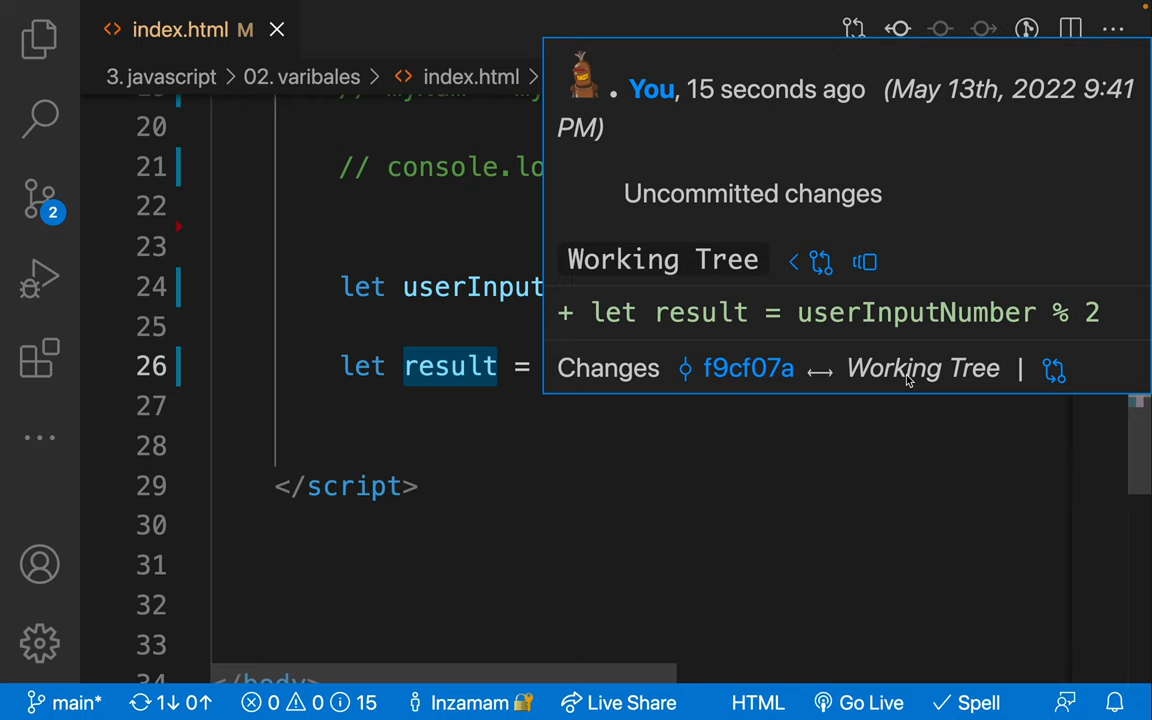 index.html M
3. javascript > 02. varibales > index.html >
20
21 // console.lo
22
23
24 let userInput
25
26 let result =
27
28
29 </script>
30
31
32
33
You, 15 seconds ago (May 13th, 2022 9:41
PM)
Uncommitted changes
Working Tree
+ let result = userInputNumber % 2
Changes f9cf07a Working Tree |
2
main* 1↓ 0↑ 0 0 15 Inzamam Live Share HTML Go Live Spell